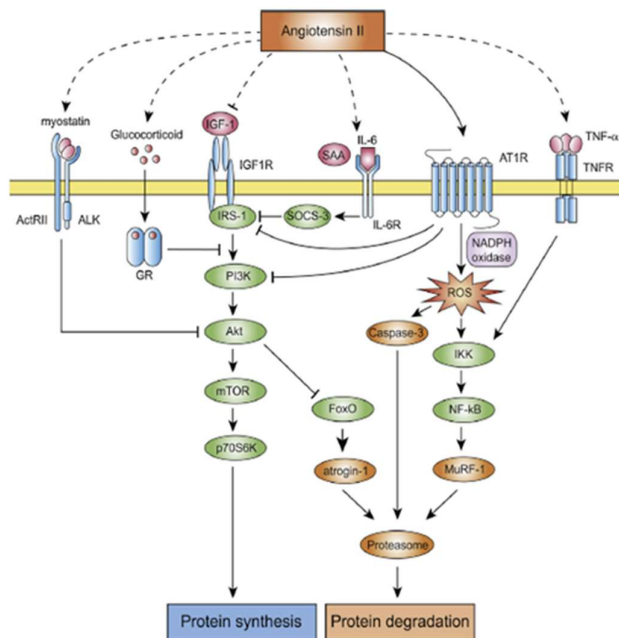 Angiotensin II
myostatin
Glucocorticoid
IGF-1
IGF1R
SAA
IL-6
AT1R
TNF-α
TNFR
ActRII
ALK
IRS-1
SOCS-3
IL-6R
GR
NADPH
oxidase
PI3K
ROS
Akt
Caspase-3
IKK
mTOR
FoxO
NF-kB
p70S6K
atrogin-1
MuRF-1
Proteasome
Protein synthesis
Protein degradation